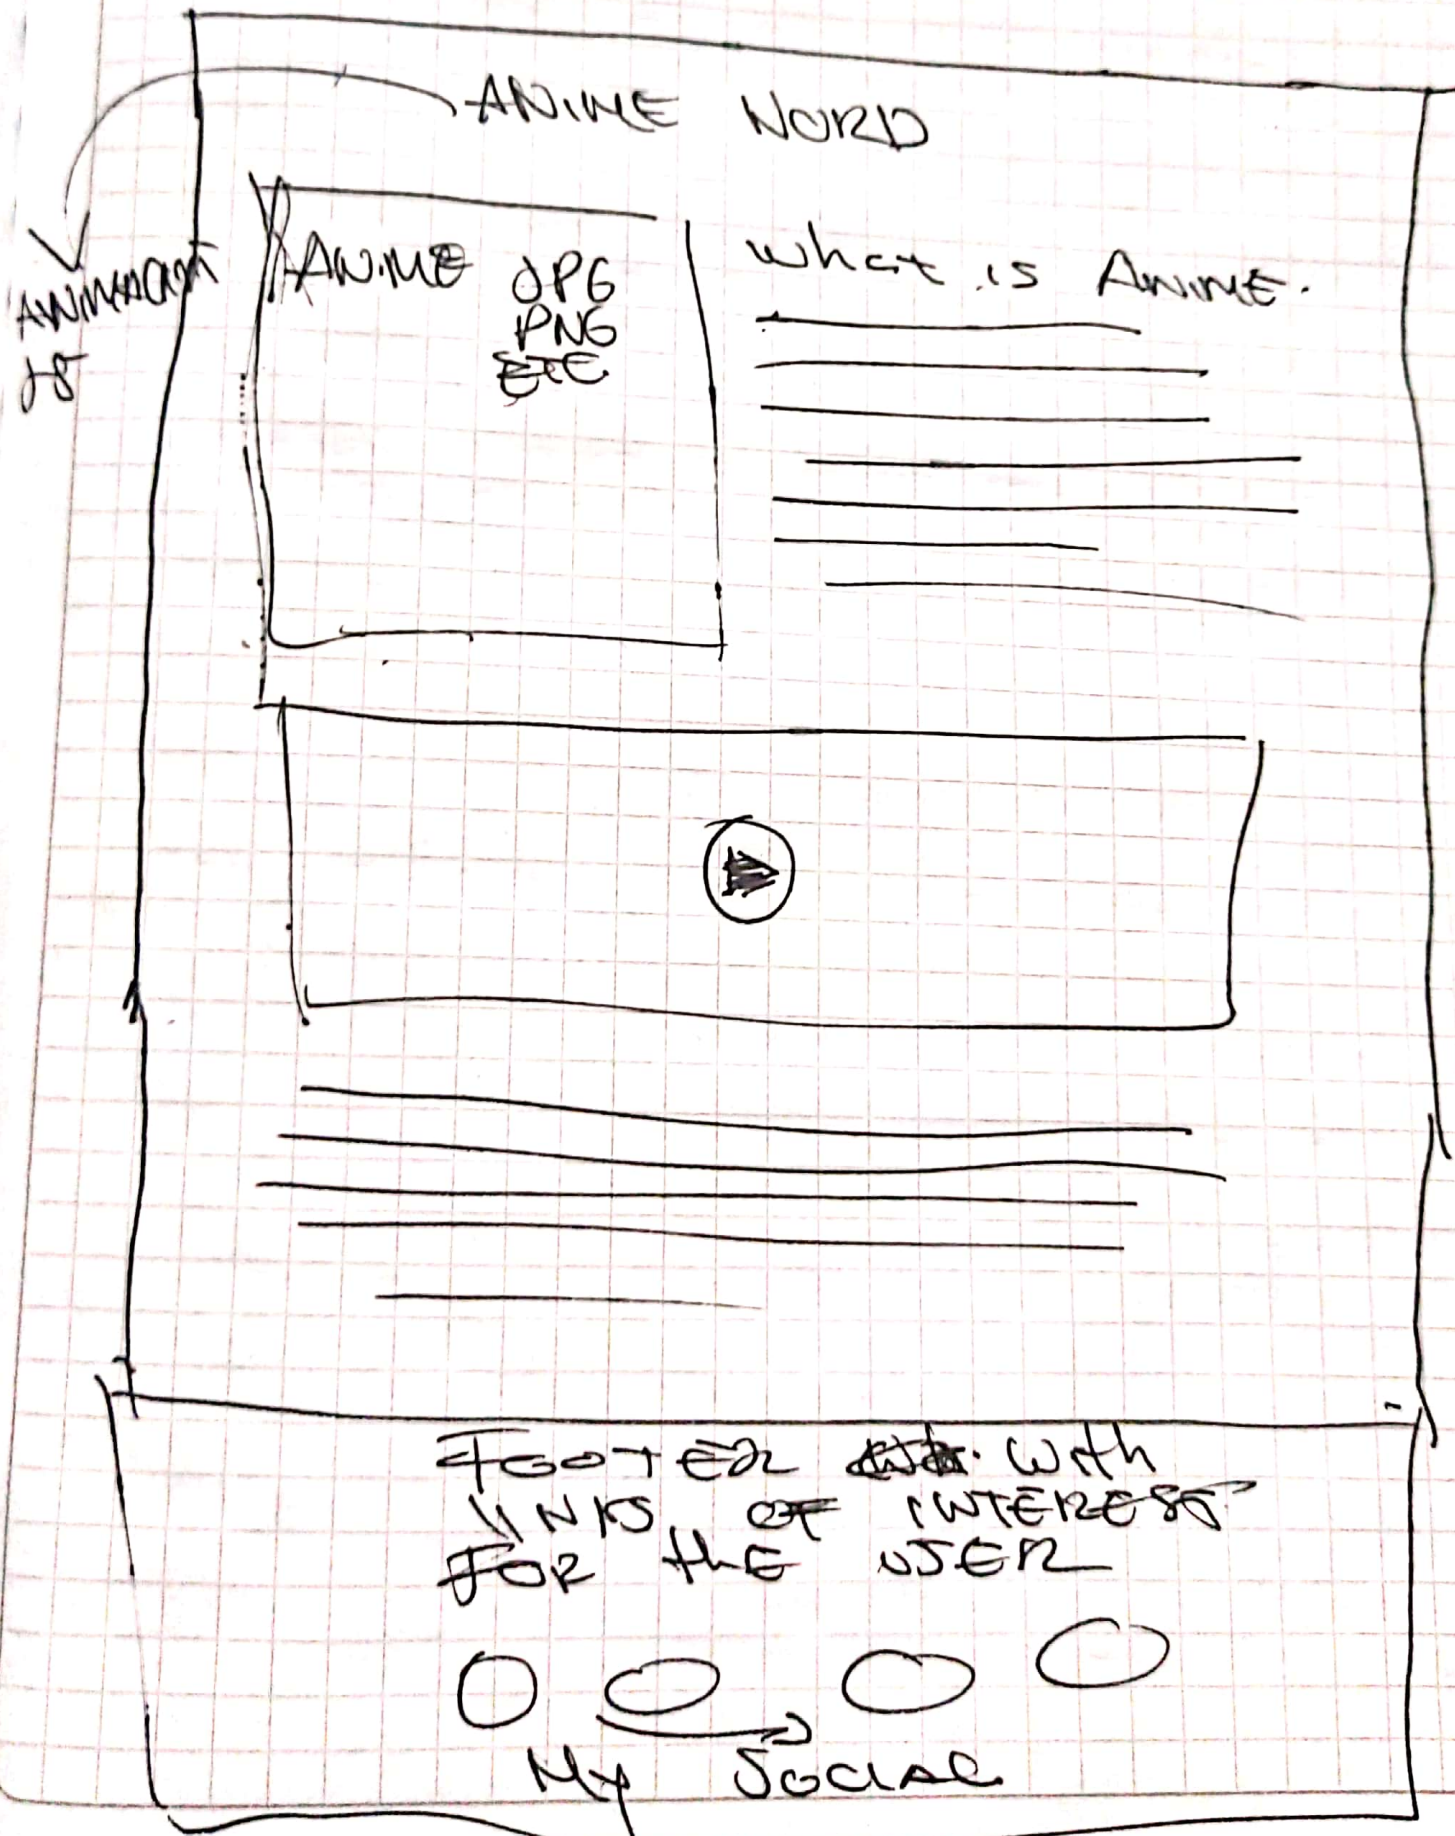 ANIME NORD
ANIMATION
JS
ANIME JPG
PNG
ETC
What is ANIME.
FOOTER With
LINKS OF INTEREST
FOR the USER
My SOCIAL